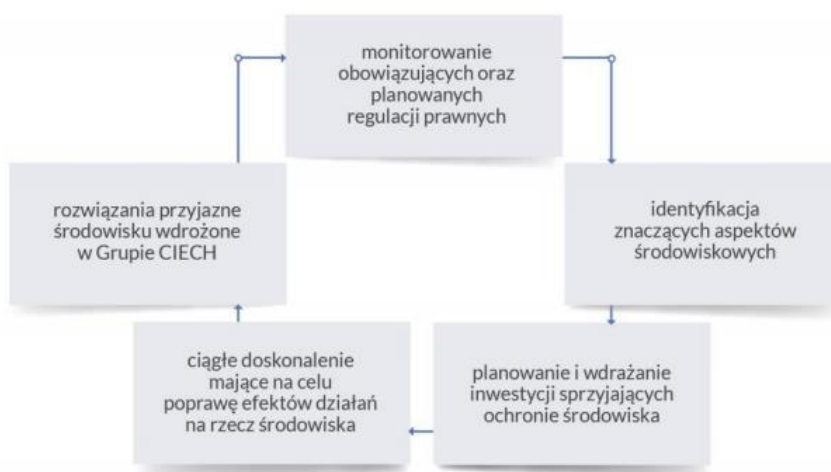 monitorowanie
obowiązujących oraz
planowanych
regulacji prawnych
identyfikacja
znaczących aspektów
środowiskowych
planowanie i wdrażanie
inwestycji sprzyjających
ochronie środowiska
ciągłe doskonalenie
mające na celu
poprawę efektów działań
na rzecz środowiska
rozwiązania przyjazne
środowisku wdrożone
w Grupie CIECH